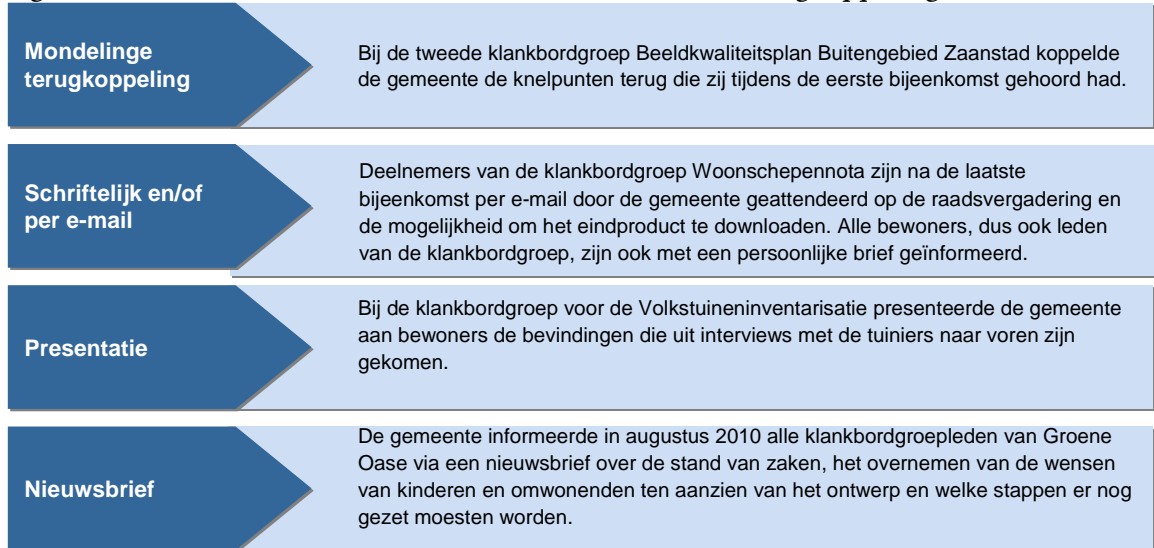 Mondelinge
terugkoppeling
Bij de tweede klankbordgroep Beeldkwaliteitsplan Buitengebied Zaanstad koppelde
de gemeente de knelpunten terug die zij tijdens de eerste bijeenkomst gehoord had.
Schriftelijk en/of
per e-mail
Deelnemers van de klankbordgroep Woonschepennota zijn na de laatste
bijeenkomst per e-mail door de gemeente geattendeerd op de raadsvergadering en
de mogelijkheid om het eindproduct te downloaden. Alle bewoners, dus ook leden
van de klankbordgroep, zijn ook met een persoonlijke brief geïnformeerd.
Presentatie
Bij de klankbordgroep voor de Volkstuineninventarisatie presenteerde de gemeente
aan bewoners de bevindingen die uit interviews met de tuiniers naar voren zijn
gekomen.
Nieuwsbrief
De gemeente informeerde in augustus 2010 alle klankbordgroepleden van Groene
Oase via een nieuwsbrief over de stand van zaken, het overnemen van de wensen
van kinderen en omwonenden ten aanzien van het ontwerp en welke stappen er nog
gezet moesten worden.